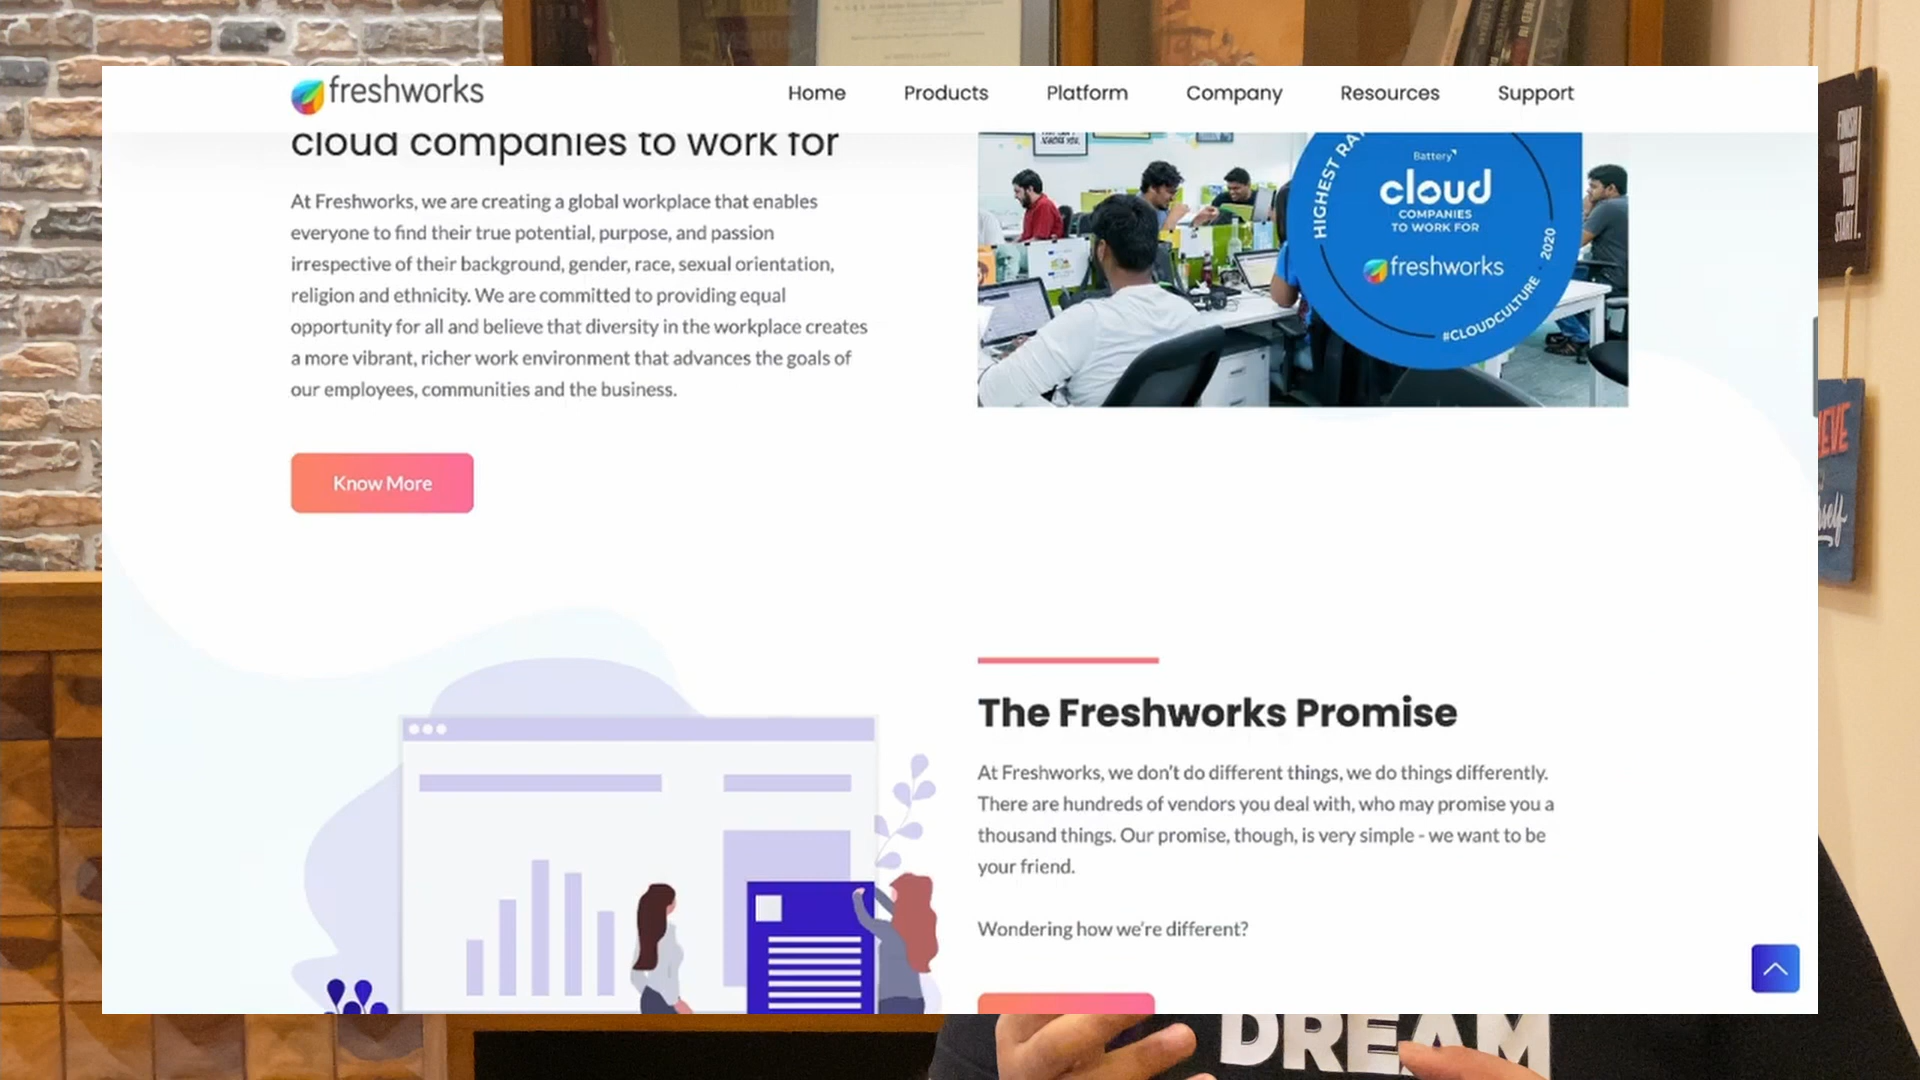 freshworks
Home
Products
Platform
Company
Resources
Support
cloud companies to work for
At Freshworks, we are creating a global workplace that enables
everyone to find their true potential, purpose, and passion
irrespective of their background, gender, race, sexual orientation,
religion and ethnicity. We are committed to providing equal
opportunity for all and believe that diversity in the workplace creates
a more vibrant, richer work environment that advances the goals of
our employees, communities and the business.
Know More
HIGHEST RA
Battery
cloud
COMPANIES
TO WORK FOR
freshworks
#CLOUDCULTURE · 2020
The Freshworks Promise
At Freshworks, we don't do different things, we do things differently.
There are hundreds of vendors you deal with, who may promise you a
thousand things. Our promise, though, is very simple - we want to be
your friend.
Wondering how we're different?
FINISH
WHAT
YOU
START!
DREAM